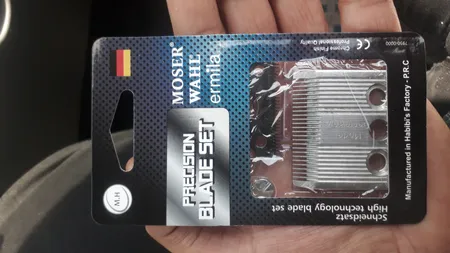 MOSER
WAHL
ermila
PRECISION
BLADE SET
CE
Chrome Finish
Professional Quality
Manufactured in Habibi's Factory - P.R.C
M.H
Schneidsatz
High technology blade set